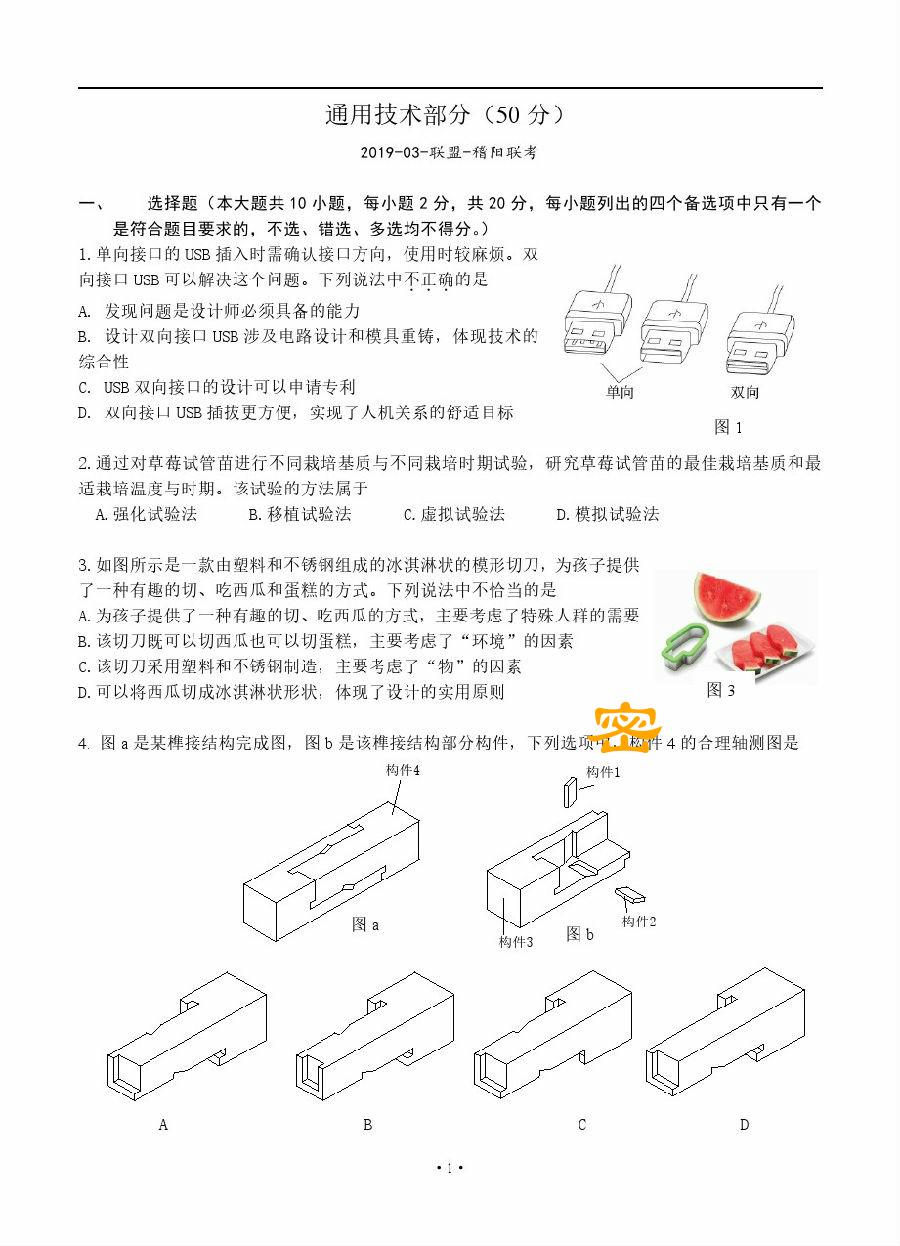 通用技术部分（50 分）
2019-03-联盟-稽阳联考
一、 选择题（本大题共 10 小题，每小题 2 分，共 20 分，每小题列出的四个备选项中只有一个
是符合题目要求的，不选、错选、多选均不得分。）
1.单向接口的 USB 插入时需确认接口方向，使用时较麻烦。双
向接口 USB 可以解决这个问题。下列说法中不正确的是
A. 发现问题是设计师必须具备的能力
B. 设计双向接口 USB 涉及电路设计和模具重铸，体现技术的
综合性
C. USB 双向接口的设计可以申请专利
D. 双向接口 USB 插拔更方便，实现了人机关系的舒适目标
单向
双向
图 1
2.通过对草莓试管苗进行不同栽培基质与不同栽培时期试验，研究草莓试管苗的最佳栽培基质和最
适栽培温度与时期。该试验的方法属于
A.强化试验法 B.移植试验法 C.虚拟试验法 D.模拟试验法
3.如图所示是一款由塑料和不锈钢组成的冰淇淋状的模形切刀，为孩子提供
了一种有趣的切、吃西瓜和蛋糕的方式。下列说法中不恰当的是
A.为孩子提供了一种有趣的切、吃西瓜的方式，主要考虑了特殊人群的需要
B.该切刀既可以切西瓜也可以切蛋糕，主要考虑了“环境”的因素
C.该切刀采用塑料和不锈钢制造，主要考虑了“物”的因素
D.可以将西瓜切成冰淇淋状形状，体现了设计的实用原则
图 3
密
4. 图 a 是某榫接结构完成图，图 b 是该榫接结构部分构件，下列选项中，构件 4 的合理轴测图是
构件4
构件1
图 a
构件3
图 b
构件2
A B C D
·1·